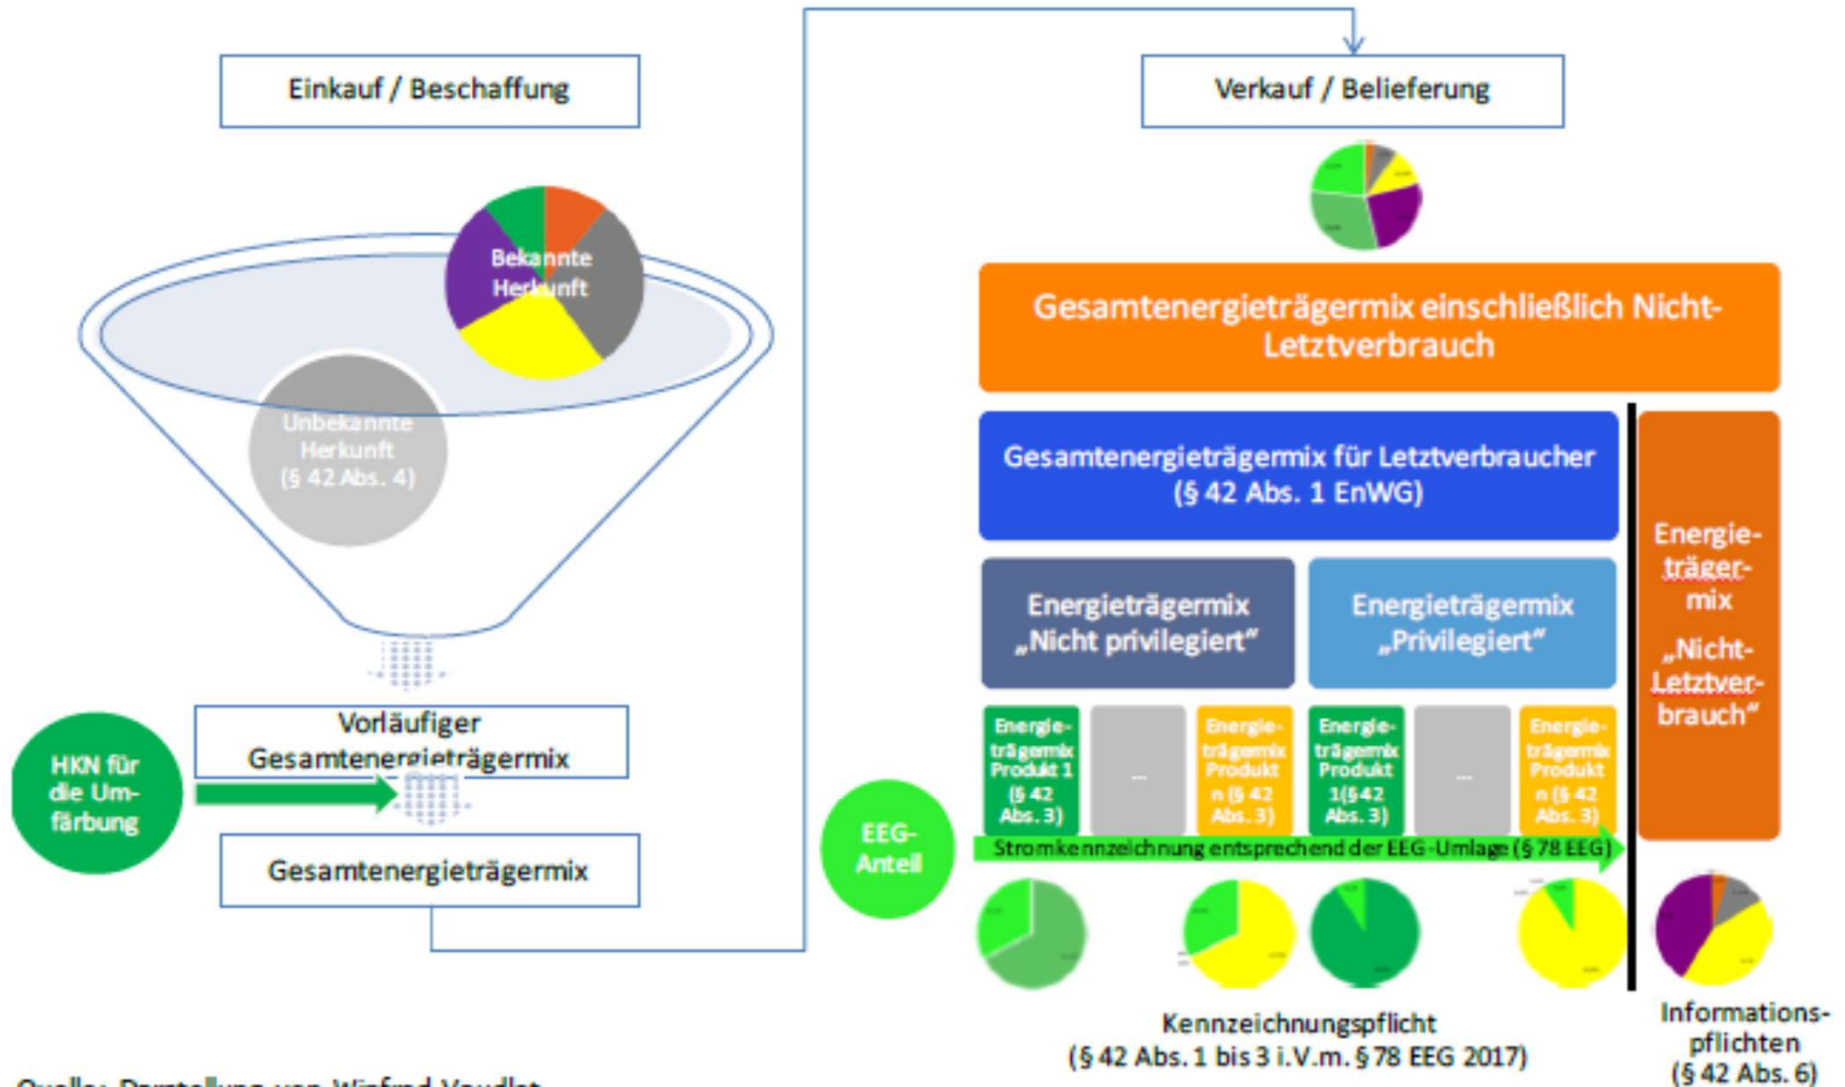 Einkauf / Beschaffung
Bekannte
Herkunft
Unbekannte
Herkunft
(§ 42 Abs. 4)
Vorläufiger
Gesamtenergieträgermix
HKN für
die Um-
färbung
Gesamtenergieträgermix
Verkauf / Belieferung
Gesamtenergieträgermix einschließlich Nicht-
Letztverbrauch
Gesamtenergieträgermix für Letztverbraucher
(§ 42 Abs. 1 EnWG)
Energieträgermix
„Nicht privilegiert“
Energieträgermix
„Privilegiert“
Energie-
träger-
mix
„Nicht-
Letztver-
brauch“
Energie-
trägermix
Produkt 1
(§ 42
Abs. 3)
...
Energie-
trägermix
Produkt
n (§ 42
Abs. 3)
Energie-
trägermix
Produkt
1(§ 42
Abs. 3)
...
Energie-
trägermix
Produkt
n (§ 42
Abs. 3)
EEG-
Anteil
Stromkennzeichnung entsprechend der EEG-Umlage (§ 78 EEG)
Kennzeichnungspflicht
(§ 42 Abs. 1 bis 3 i.V.m. § 78 EEG 2017)
Informations-
pflichten
(§ 42 Abs. 6)
Quelle: Darstellung von